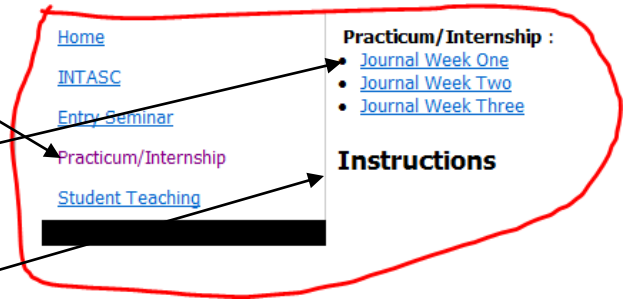 Home
INTASC
Entry Seminar
Practicum/Internship
Student Teaching
Practicum/Internship :
• Journal Week One
• Journal Week Two
• Journal Week Three
Instructions